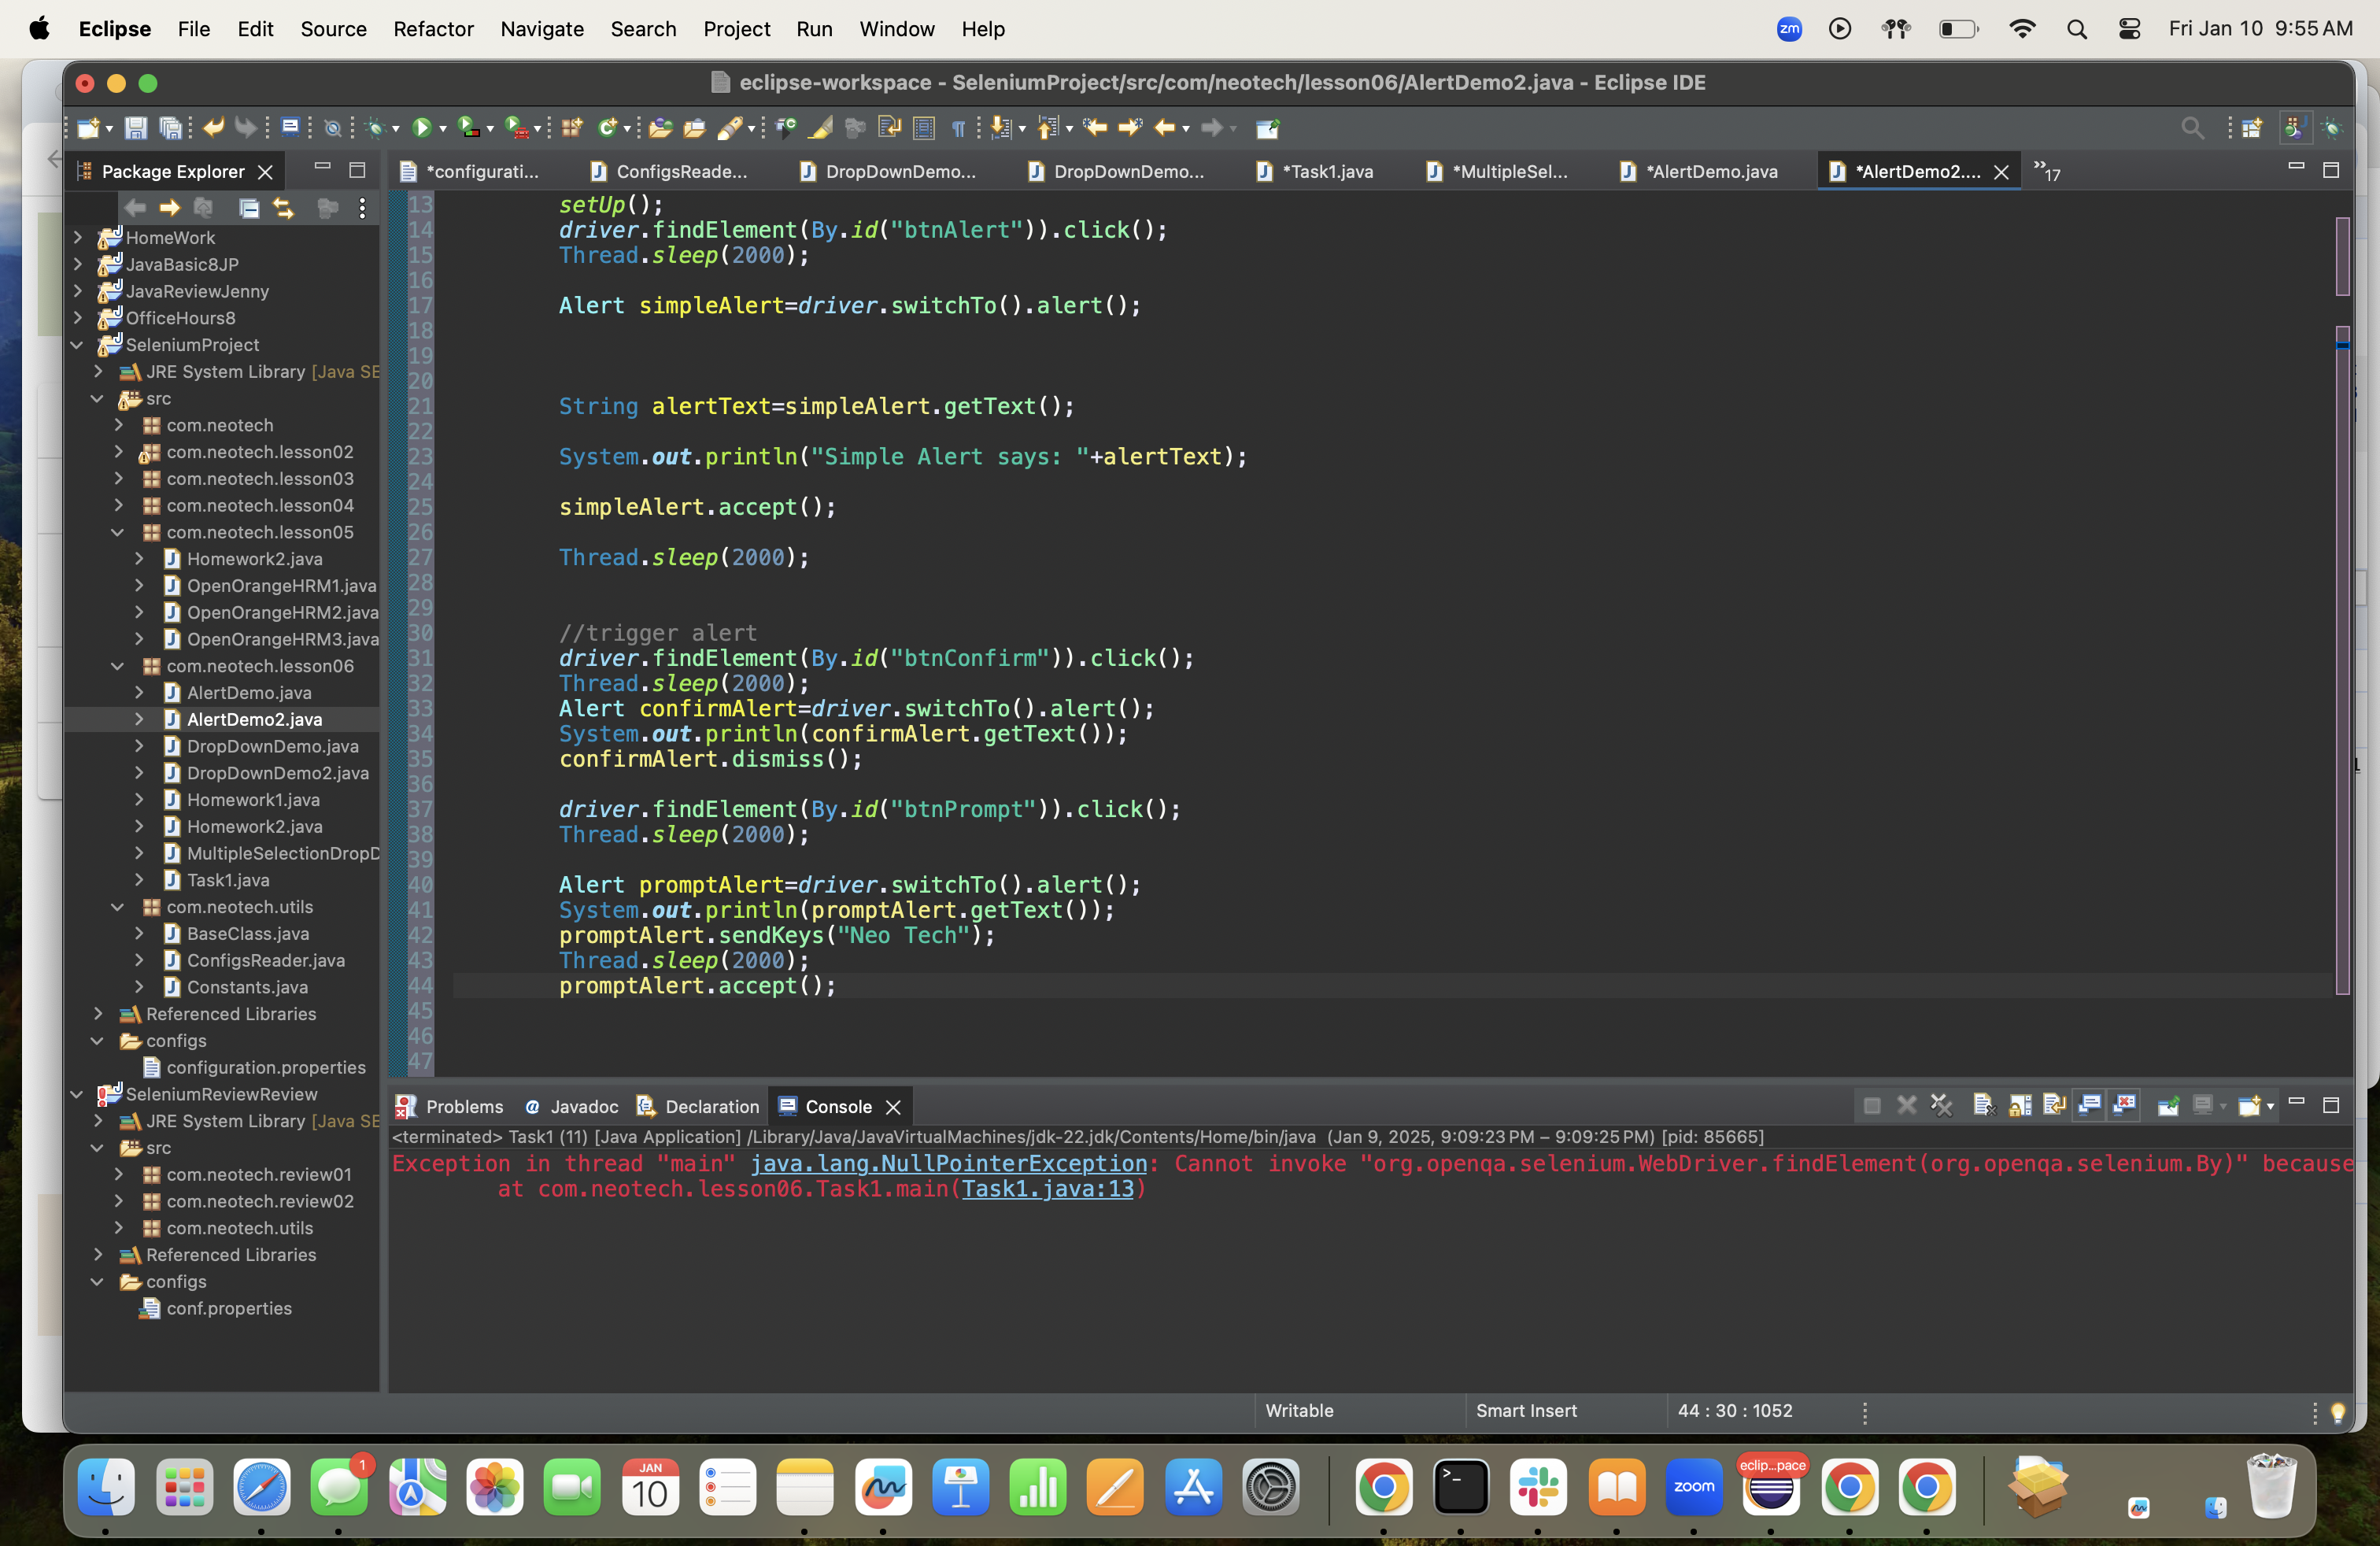 Eclipse File Edit Source Refactor Navigate Search Project Run Window Help zm Fri Jan 10 9:55 AM
eclipse-workspace - SeleniumProject/src/com/neotech/lesson06/AlertDemo2.java - Eclipse IDE
Package Explorer
HomeWork
JavaBasic8JP
JavaReviewJenny
OfficeHours8
SeleniumProject
JRE System Library [Java SE
src
com.neotech
com.neotech.lesson02
com.neotech.lesson03
com.neotech.lesson04
com.neotech.lesson05
Homework2.java
OpenOrangeHRM1.java
OpenOrangeHRM2.java
OpenOrangeHRM3.java
com.neotech.lesson06
AlertDemo.java
AlertDemo2.java
DropDownDemo.java
DropDownDemo2.java
Homework1.java
Homework2.java
MultipleSelectionDropD
Task1.java
com.neotech.utils
BaseClass.java
ConfigsReader.java
Constants.java
Referenced Libraries
configs
configuration.properties
SeleniumReviewReview
JRE System Library [Java SE
src
com.neotech.review01
com.neotech.review02
com.neotech.utils
Referenced Libraries
configs
conf.properties
*configurati... ConfigsReade... DropDownDemo... DropDownDemo... *Task1.java *MultipleSel... *AlertDemo.java *AlertDemo2.... »17
13 setUp();
14 driver.findElement(By.id("btnAlert")).click();
15 Thread.sleep(2000);
16
17 Alert simpleAlert=driver.switchTo().alert();
18
19
20
21 String alertText=simpleAlert.getText();
22
23 System.out.println("Simple Alert says: "+alertText);
24
25 simpleAlert.accept();
26
27 Thread.sleep(2000);
28
29
30 //trigger alert
31 driver.findElement(By.id("btnConfirm")).click();
32 Thread.sleep(2000);
33 Alert confirmAlert=driver.switchTo().alert();
34 System.out.println(confirmAlert.getText());
35 confirmAlert.dismiss();
36
37 driver.findElement(By.id("btnPrompt")).click();
38 Thread.sleep(2000);
39
40 Alert promptAlert=driver.switchTo().alert();
41 System.out.println(promptAlert.getText());
42 promptAlert.sendKeys("Neo Tech");
43 Thread.sleep(2000);
44 promptAlert.accept();
45
46
47
Problems @ Javadoc Declaration Console
<terminated> Task1 (11) [Java Application] /Library/Java/JavaVirtualMachines/jdk-22.jdk/Contents/Home/bin/java (Jan 9, 2025, 9:09:23 PM – 9:09:25 PM) [pid: 85665]
Exception in thread "main" java.lang.NullPointerException: Cannot invoke "org.openqa.selenium.WebDriver.findElement(org.openqa.selenium.By)" because
at com.neotech.lesson06.Task1.main(Task1.java:13)
Writable Smart Insert 44 : 30 : 1052
1 JAN 10 zoom eclip...pace